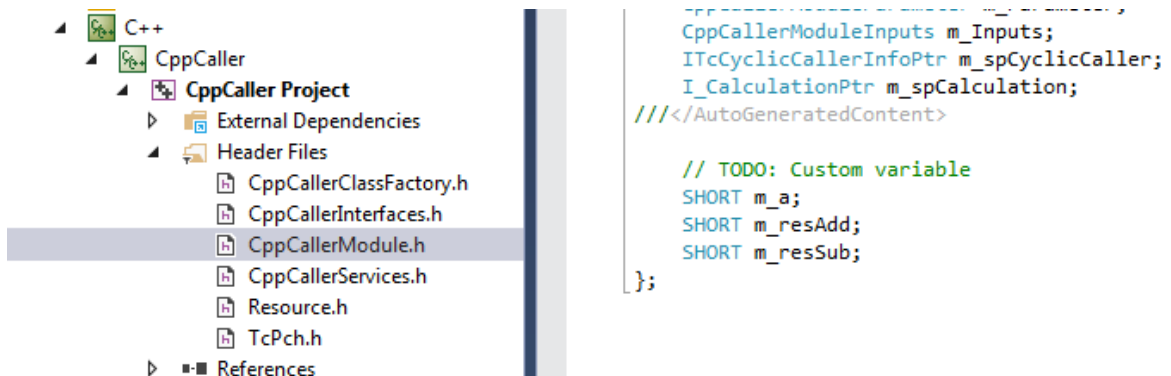 C++
CppCaller
CppCaller Project
External Dependencies
Header Files
CppCallerClassFactory.h
CppCallerInterfaces.h
CppCallerModule.h
CppCallerServices.h
Resource.h
TcPch.h
References
CppCallerModuleInputs m_Inputs;
ITcCyclicCallerInfoPtr m_spCyclicCaller;
I_CalculationPtr m_spCalculation;
///</AutoGeneratedContent>
// TODO: Custom variable
SHORT m_a;
SHORT m_resAdd;
SHORT m_resSub;
};